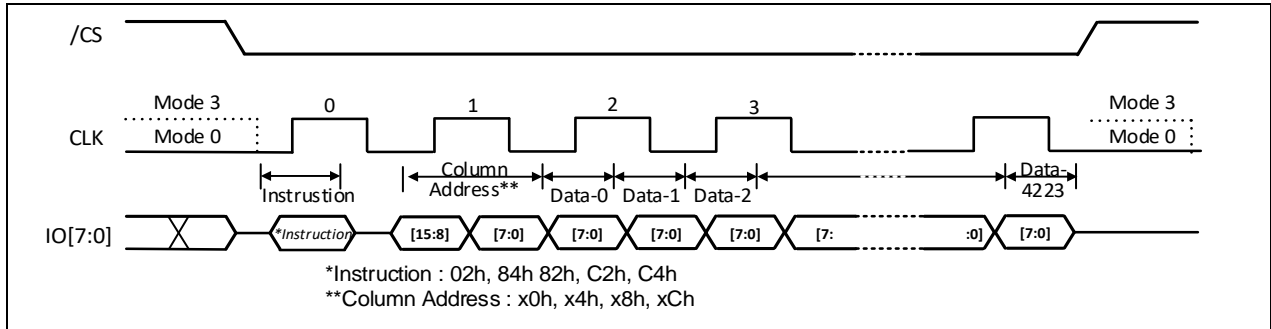 /CS
Mode 3 0 1 2 3 Mode 3
CLK Mode 0 Mode 0
Instrustion
Column
Address**
Data-0 Data-1 Data-2
Data-
4223
IO[7:0] *Instruction [15:8] [7:0] [7:0] [7:0] [7:0] [7: :0] [7:0]
*Instruction : 02h, 84h 82h, C2h, C4h
**Column Address : x0h, x4h, x8h, xCh